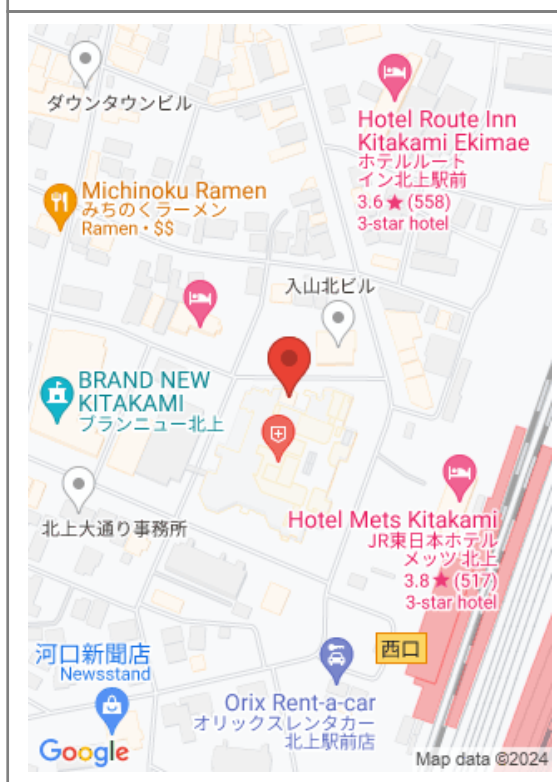 ダウンタウンビル
Hotel Route Inn
Kitakami Ekimae
ホテルルート
イン北上駅前
3.6★(558)
3-star hotel
Michinoku Ramen
みちのくラーメン
Ramen・$$
入山北ビル
BRAND NEW
KITAKAMI
ブランニュー北上
北上大通り事務所
Hotel Mets Kitakami
JR東日本ホテル
メッツ 北上
3.8★(517)
3-star hotel
西口
河口新聞店
Newsstand
Orix Rent-a-car
オリックスレンタカー
北上駅前店
Google
Map data ©2024